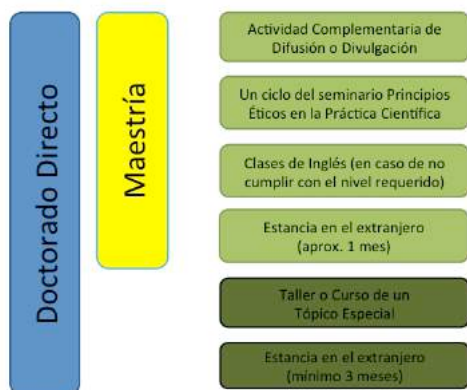 Doctorado Directo
Maestría
Actividad Complementaria de
Difusión o Divulgación
Un ciclo del seminario Principios
Éticos en la Práctica Científica
Clases de Inglés (en caso de no
cumplir con el nivel requerido)
Estancia en el extranjero
(aprox. 1 mes)
Taller o Curso de un
Tópico Especial
Estancia en el extranjero
(mínimo 3 meses)